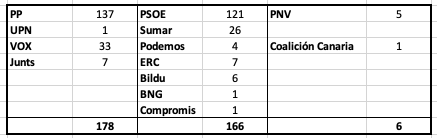 PP 137 PSOE 121 PNV 5
UPN 1 Sumar 26
VOX 33 Podemos 4 Coalición Canaria 1
Junts 7 ERC 7
Bildu 6
BNG 1
Compromis 1
178 166 6